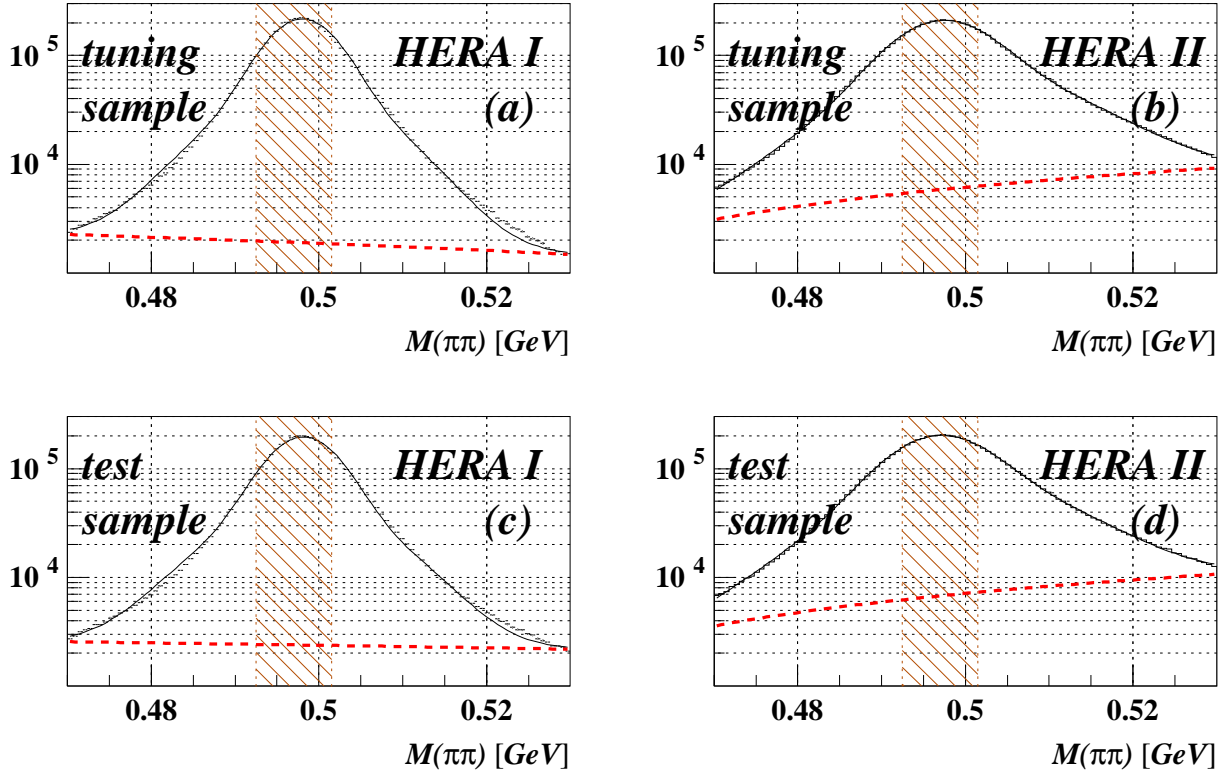 10 5
10 4
tuning
sample
HERA I
(a)
0.48
0.5
0.52
M(ππ) [GeV]
10 5
10 4
tuning
sample
HERA II
(b)
0.48
0.5
0.52
M(ππ) [GeV]
10 5
10 4
test
sample
HERA I
(c)
0.48
0.5
0.52
M(ππ) [GeV]
10 5
10 4
test
sample
HERA II
(d)
0.48
0.5
0.52
M(ππ) [GeV]